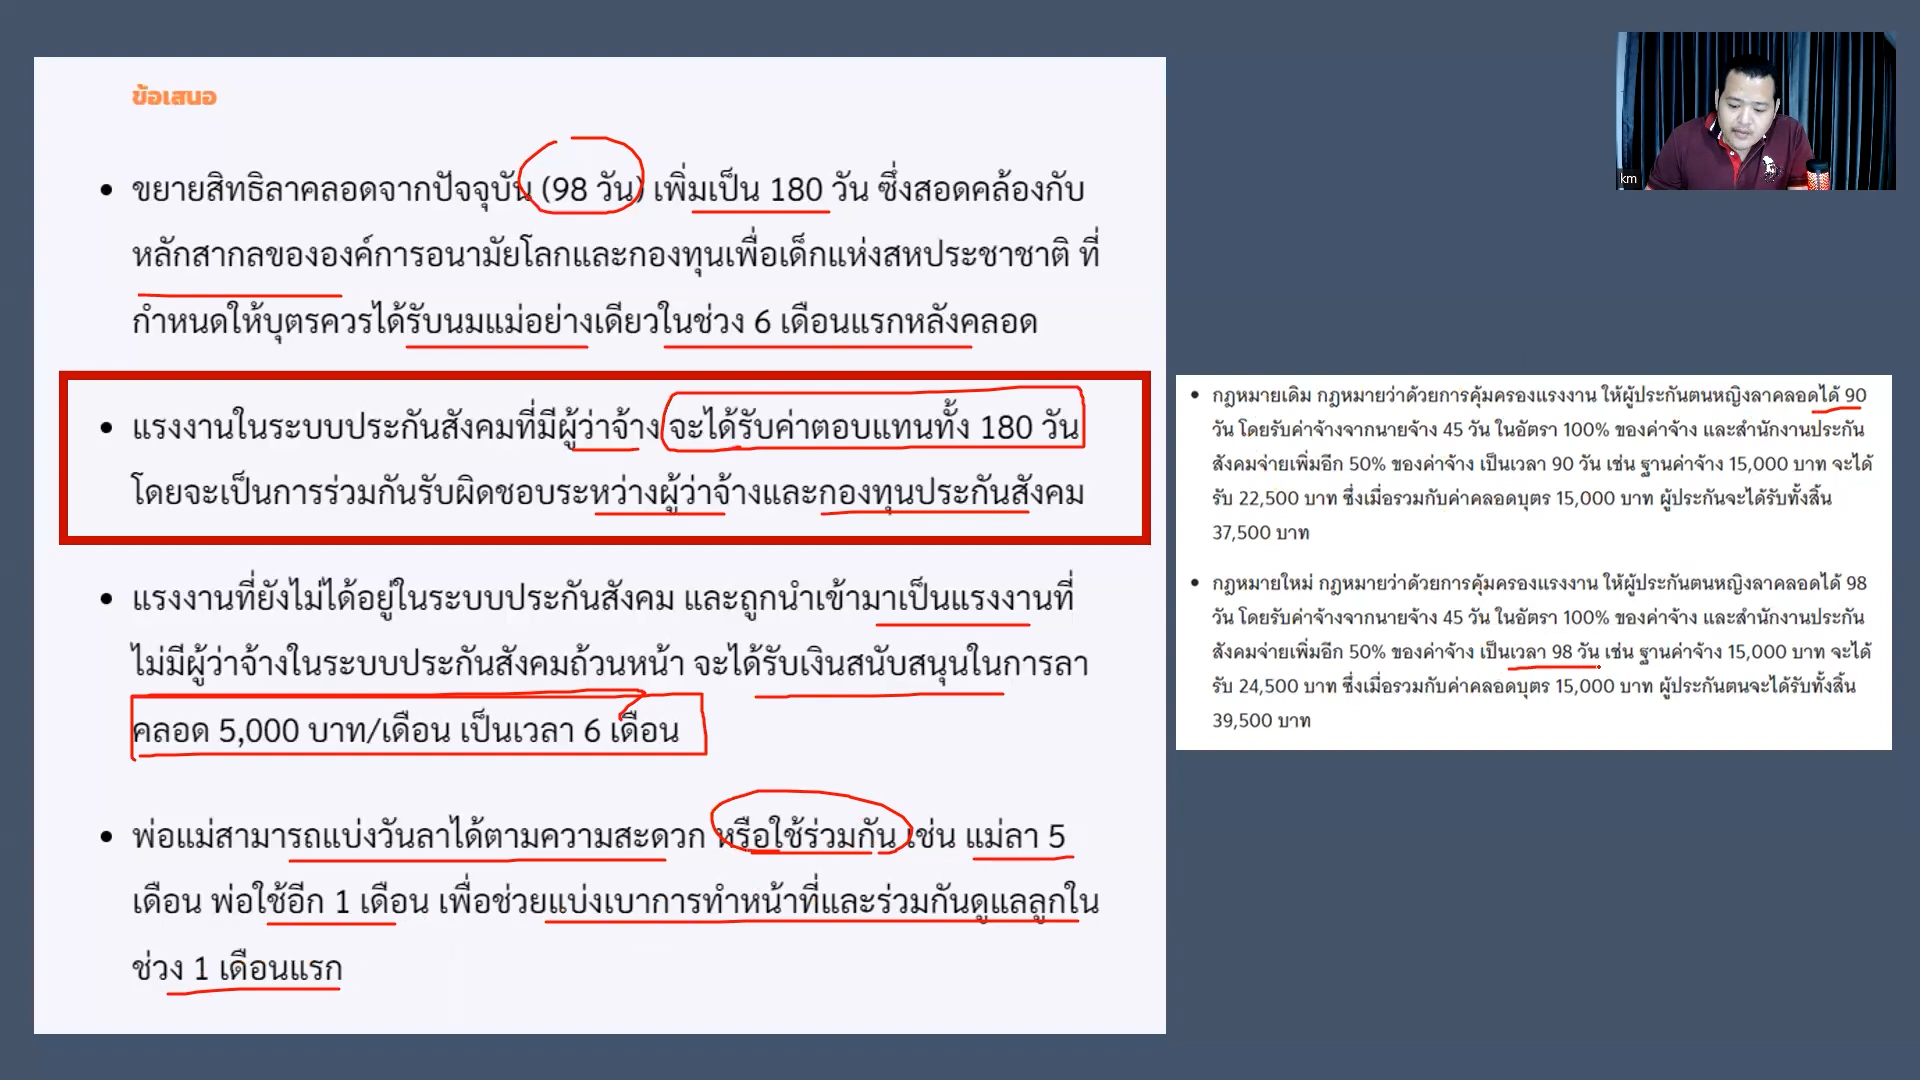 ข้อเสนอ
• ขยายสิทธิลาคลอดจากปัจจุบัน (98 วัน) เพิ่มเป็น 180 วัน ซึ่งสอดคล้องกับ
หลักสากลขององค์การอนามัยโลกและกองทุนเพื่อเด็กแห่งสหประชาชาติ ที่
กำหนดให้บุตรควรได้รับนมแม่อย่างเดียวในช่วง 6 เดือนแรกหลังคลอด
• แรงงานในระบบประกันสังคมที่มีผู้ว่าจ้าง จะได้รับค่าตอบแทนทั้ง 180 วัน
โดยจะเป็นการร่วมกันรับผิดชอบระหว่างผู้ว่าจ้างและกองทุนประกันสังคม
• แรงงานที่ยังไม่ได้อยู่ในระบบประกันสังคม และถูกนำเข้ามาเป็นแรงงานที่
ไม่มีผู้ว่าจ้างในระบบประกันสังคมถ้วนหน้า จะได้รับเงินสนับสนุนในการลา
คลอด 5,000 บาท/เดือน เป็นเวลา 6 เดือน
• พ่อแม่สามารถแบ่งวันลาได้ตามความสะดวก หรือใช้ร่วมกัน เช่น แม่ลา 5
เดือน พ่อใช้อีก 1 เดือน เพื่อช่วยแบ่งเบาการทำหน้าที่และร่วมกันดูแลลูกใน
ช่วง 1 เดือนแรก
km
• กฎหมายเดิม กฎหมายว่าด้วยการคุ้มครองแรงงาน ให้ผู้ประกันตนหญิงลาคลอดได้ 90
วัน โดยรับค่าจ้างจากนายจ้าง 45 วัน ในอัตรา 100% ของค่าจ้าง และสำนักงานประกัน
สังคมจ่ายเพิ่มอีก 50% ของค่าจ้าง เป็นเวลา 90 วัน เช่น ฐานค่าจ้าง 15,000 บาท จะได้
รับ 22,500 บาท ซึ่งเมื่อรวมกับค่าคลอดบุตร 15,000 บาท ผู้ประกันจะได้รับทั้งสิ้น
37,500 บาท
• กฎหมายใหม่ กฎหมายว่าด้วยการคุ้มครองแรงงาน ให้ผู้ประกันตนหญิงลาคลอดได้ 98
วัน โดยรับค่าจ้างจากนายจ้าง 45 วัน ในอัตรา 100% ของค่าจ้าง และสำนักงานประกัน
สังคมจ่ายเพิ่มอีก 50% ของค่าจ้าง เป็นเวลา 98 วัน เช่น ฐานค่าจ้าง 15,000 บาท จะได้
รับ 24,500 บาท ซึ่งเมื่อรวมกับค่าคลอดบุตร 15,000 บาท ผู้ประกันตนจะได้รับทั้งสิ้น
39,500 บาท